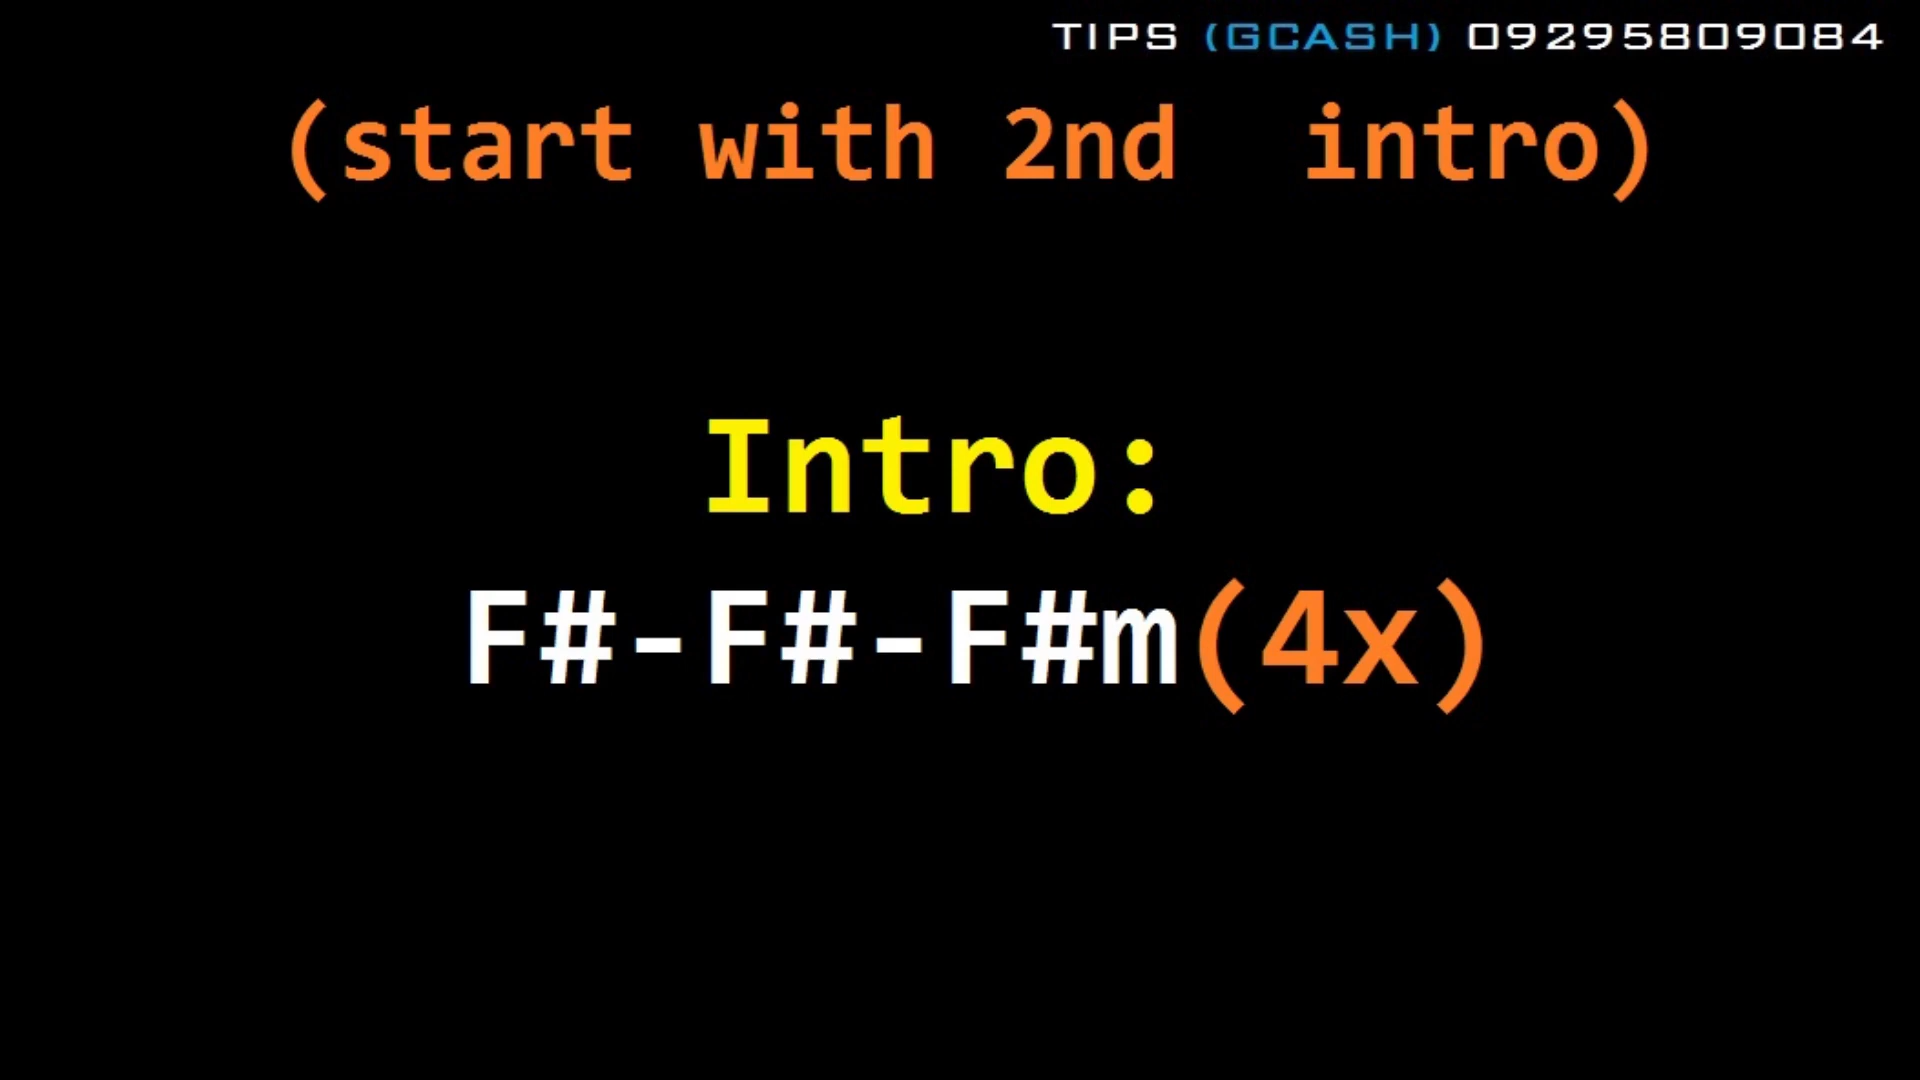 TIPS (GCASH) 09295809084
(start with 2nd  intro)
Intro:
F#-F#-F#m(4x)